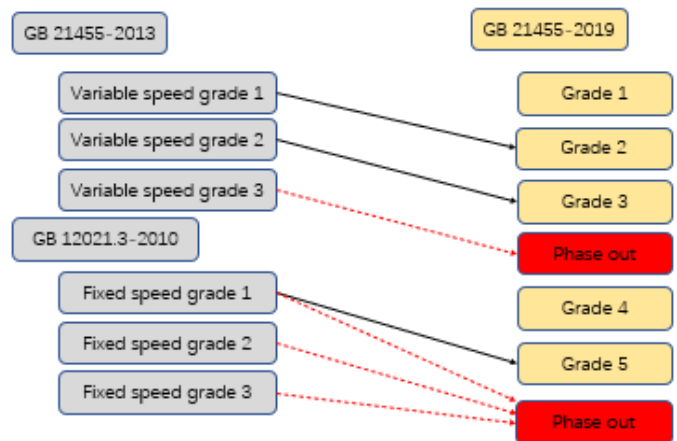 GB 21455-2013
GB 21455-2019
Variable speed grade 1
Grade 1
Variable speed grade 2
Grade 2
Variable speed grade 3
Grade 3
GB 12021.3-2010
Phase out
Fixed speed grade 1
Grade 4
Fixed speed grade 2
Grade 5
Fixed speed grade 3
Phase out